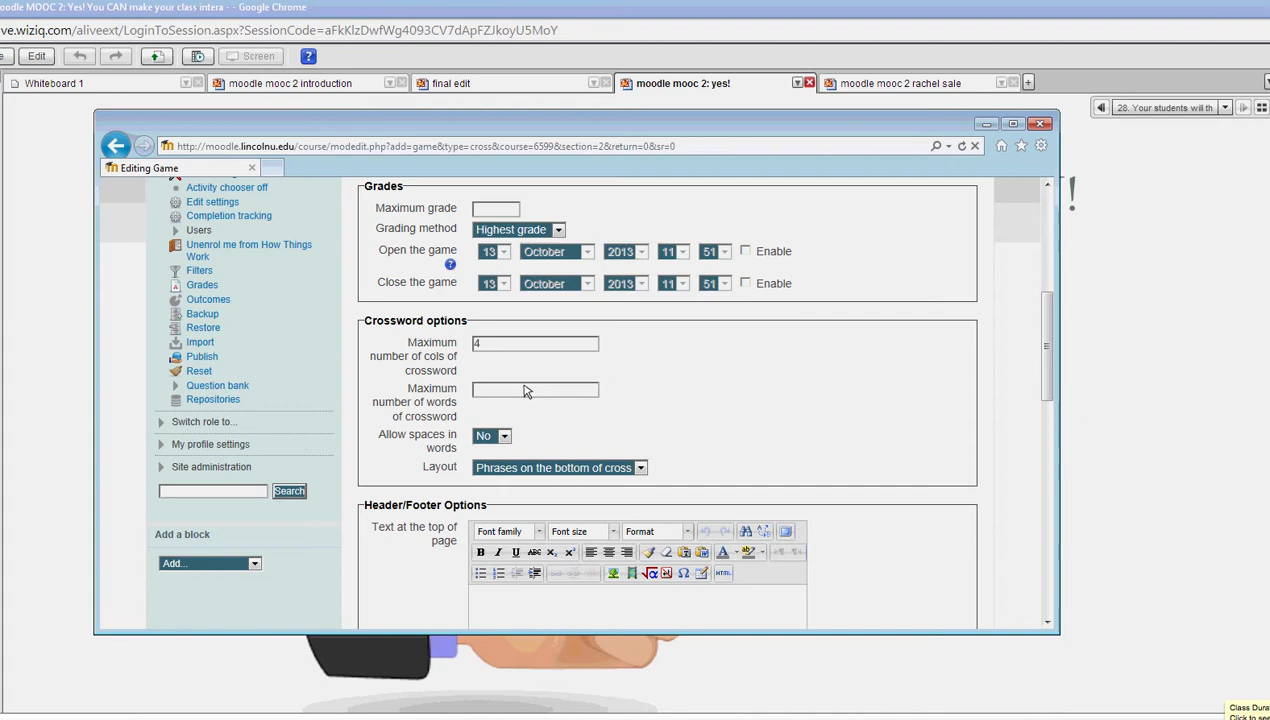 oodle MOOC 2: Yes! You CAN make your class intera - - Google Chrome
ve.wiziq.com/aliveext/LoginToSession.aspx?SessionCode=aFkKlzDwfWg4093CV7dApFZJkoyU5MoY
Edit
Screen
?
Whiteboard 1
moodle mooc 2 introduction
final edit
moodle mooc 2: yes!
moodle mooc 2 rachel sale
28. Your students will th
http://moodle.lincolnu.edu/course/modedit.php?add=game&type=cross&course=6599&section=2&return=0&sr=0
Editing Game
Activity chooser off
Edit settings
Completion tracking
Users
Unenrol me from How Things
Work
Filters
Grades
Outcomes
Backup
Restore
Import
Publish
Reset
Question bank
Repositories
Switch role to...
My profile settings
Site administration
Search
Add a block
Add...
Grades
Maximum grade
Grading method Highest grade
Open the game 13 October 2013 11 51 Enable
Close the game 13 October 2013 11 51 Enable
Crossword options
Maximum
number of cols of
crossword
4
Maximum
number of words
of crossword
Allow spaces in
words
No
Layout Phrases on the bottom of cross
Header/Footer Options
Text at the top of
page
Font family Font size Format
B I U ABC x₂ x²
HTML
!
Class Dura
Click to see